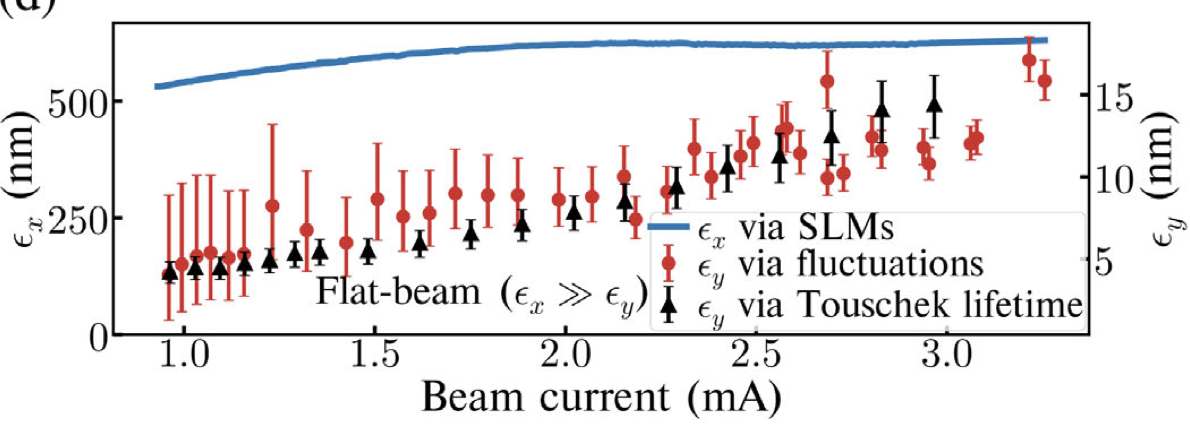 (d)
500
250
0
ϵx (nm)
15
10
5
ϵy (nm)
ϵx via SLMs
ϵy via fluctuations
ϵy via Touschek lifetime
Flat-beam (ϵx ≫ ϵy)
1.0 1.5 2.0 2.5 3.0
Beam current (mA)